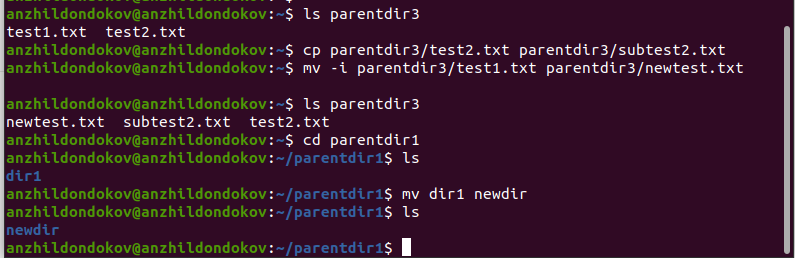 anzhildondokov@anzhildondokov:~$ ls parentdir3
test1.txt  test2.txt
anzhildondokov@anzhildondokov:~$ cp parentdir3/test2.txt parentdir3/subtest2.txt
anzhildondokov@anzhildondokov:~$ mv -i parentdir3/test1.txt parentdir3/newtest.txt
anzhildondokov@anzhildondokov:~$ ls parentdir3
newtest.txt  subtest2.txt  test2.txt
anzhildondokov@anzhildondokov:~$ cd parentdir1
anzhildondokov@anzhildondokov:~/parentdir1$ ls
dir1
anzhildondokov@anzhildondokov:~/parentdir1$ mv dir1 newdir
anzhildondokov@anzhildondokov:~/parentdir1$ ls
newdir
anzhildondokov@anzhildondokov:~/parentdir1$